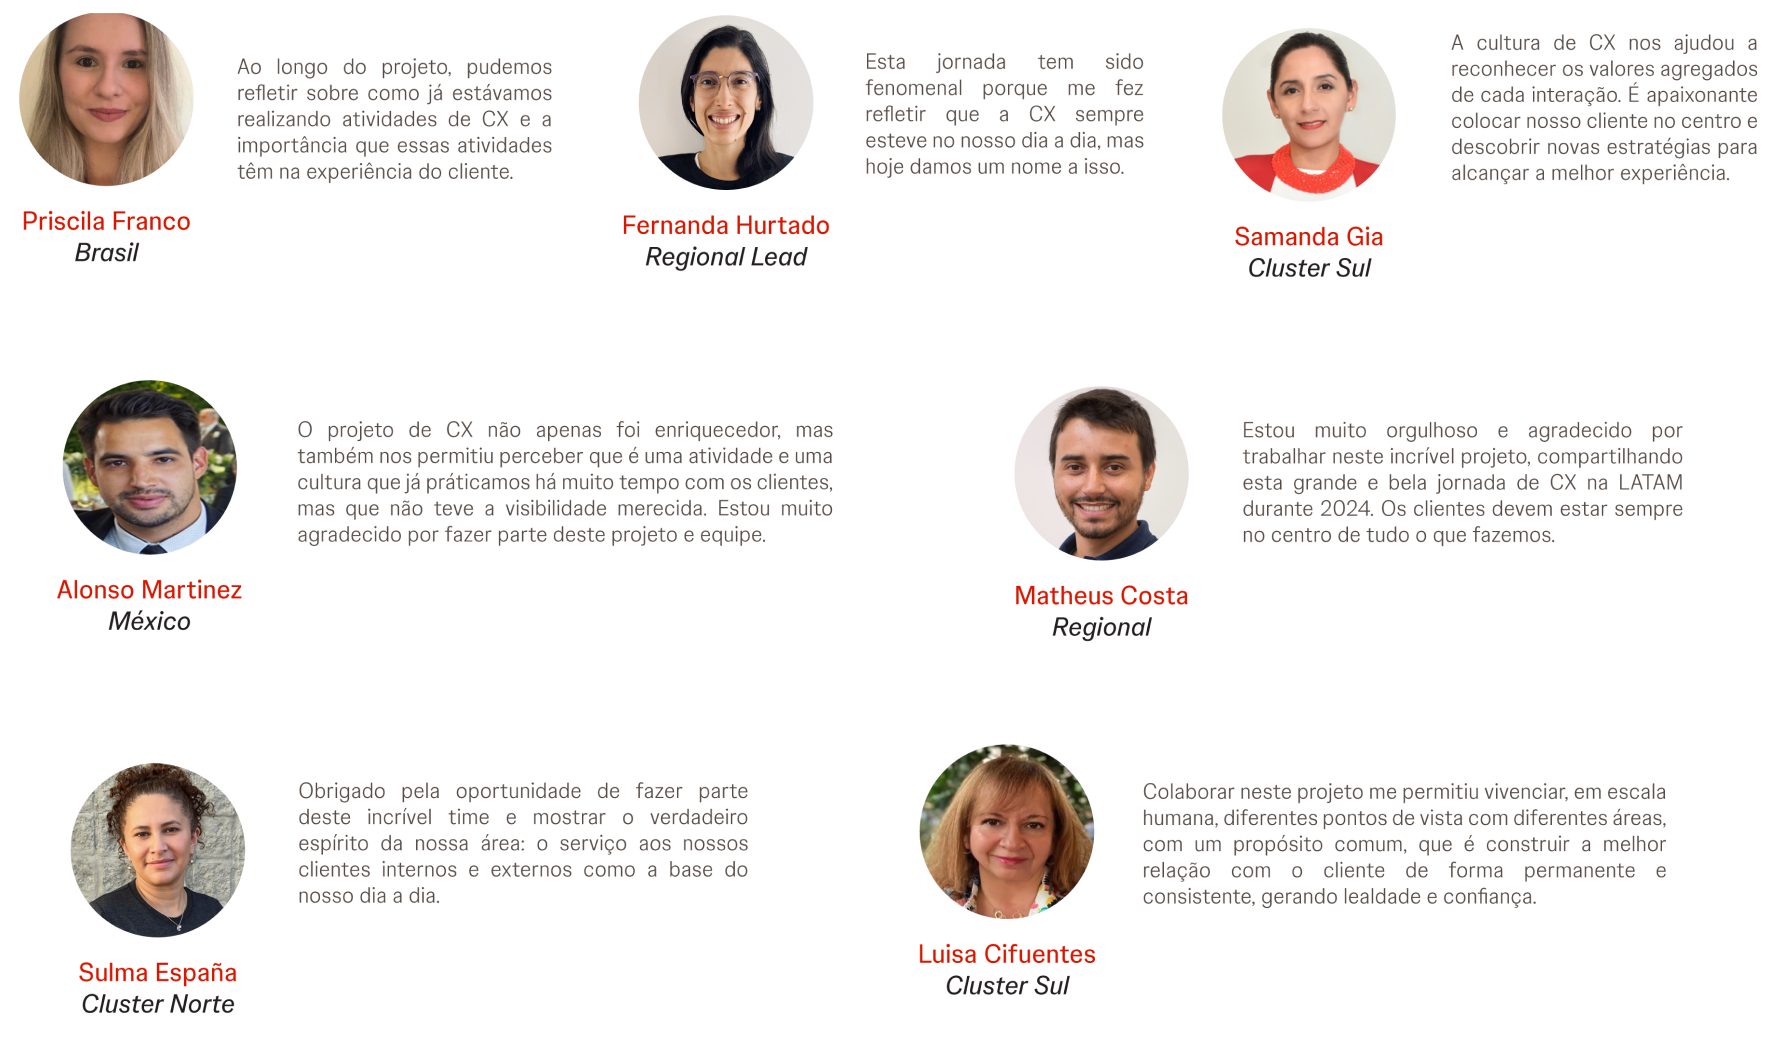 Ao longo do projeto, pudemos
refletir sobre como já estávamos
realizando atividades de CX e a
importância que essas atividades
têm na experiência do cliente.
Priscila Franco
Brasil
Esta jornada tem sido
fenomenal porque me fez
refletir que a CX sempre
esteve no nosso dia a dia, mas
hoje damos um nome a isso.
Fernanda Hurtado
Regional Lead
A cultura de CX nos ajudou a
reconhecer os valores agregados
de cada interação. É apaixonante
colocar nosso cliente no centro e
descobrir novas estratégias para
alcançar a melhor experiência.
Samanda Gia
Cluster Sul
O projeto de CX não apenas foi enriquecedor, mas
também nos permitiu perceber que é uma atividade e uma
cultura que já práticamos há muito tempo com os clientes,
mas que não teve a visibilidade merecida. Estou muito
agradecido por fazer parte deste projeto e equipe.
Alonso Martinez
México
Estou muito orgulhoso e agradecido por
trabalhar neste incrível projeto, compartilhando
esta grande e bela jornada de CX na LATAM
durante 2024. Os clientes devem estar sempre
no centro de tudo o que fazemos.
Matheus Costa
Regional
Obrigado pela oportunidade de fazer parte
deste incrível time e mostrar o verdadeiro
espírito da nossa área: o serviço aos nossos
clientes internos e externos como a base do
nosso dia a dia.
Sulma España
Cluster Norte
Colaborar neste projeto me permitiu vivenciar, em escala
humana, diferentes pontos de vista com diferentes áreas,
com um propósito comum, que é construir a melhor
relação com o cliente de forma permanente e
consistente, gerando lealdade e confiança.
Luisa Cifuentes
Cluster Sul